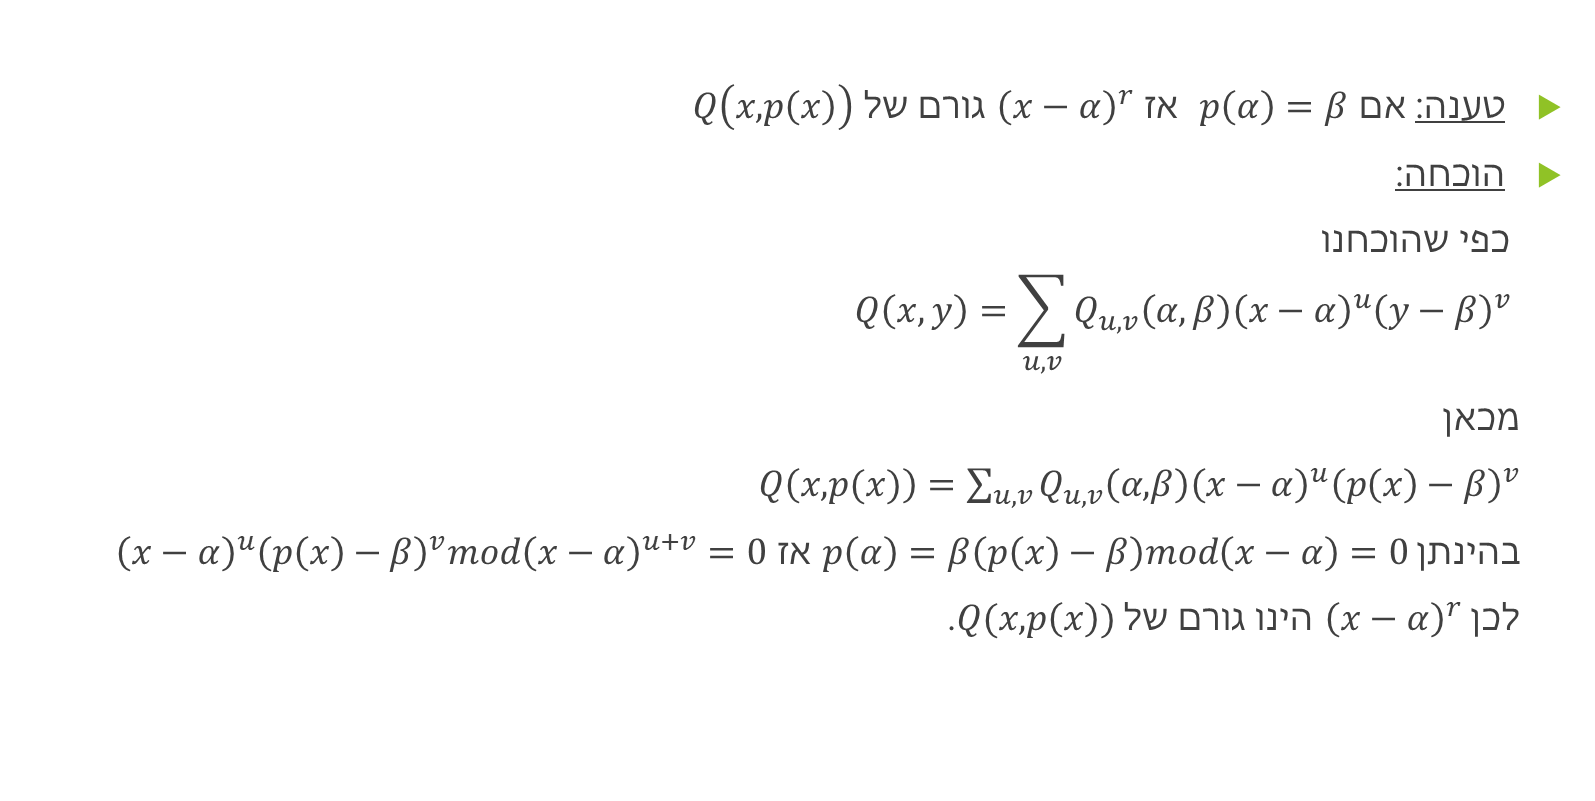 טענה: אם p(α) = β אז (x − α)^r גורם של Q(x,p(x))
הוכחה:
כפי שהוכחנו
Q(x, y) = ∑_{u,v} Q_{u,v}(α, β)(x − α)^u(y − β)^v
מכאן
Q(x,p(x)) = ∑_{u,v} Q_{u,v}(α,β)(x − α)^u(p(x) − β)^v
בהינתן p(α) = β(p(x) − β)mod(x − α) = 0 אז (x − α)^u(p(x) − β)^v mod(x − α)^{u+v} = 0
לכן (x − α)^r הינו גורם של Q(x,p(x)).